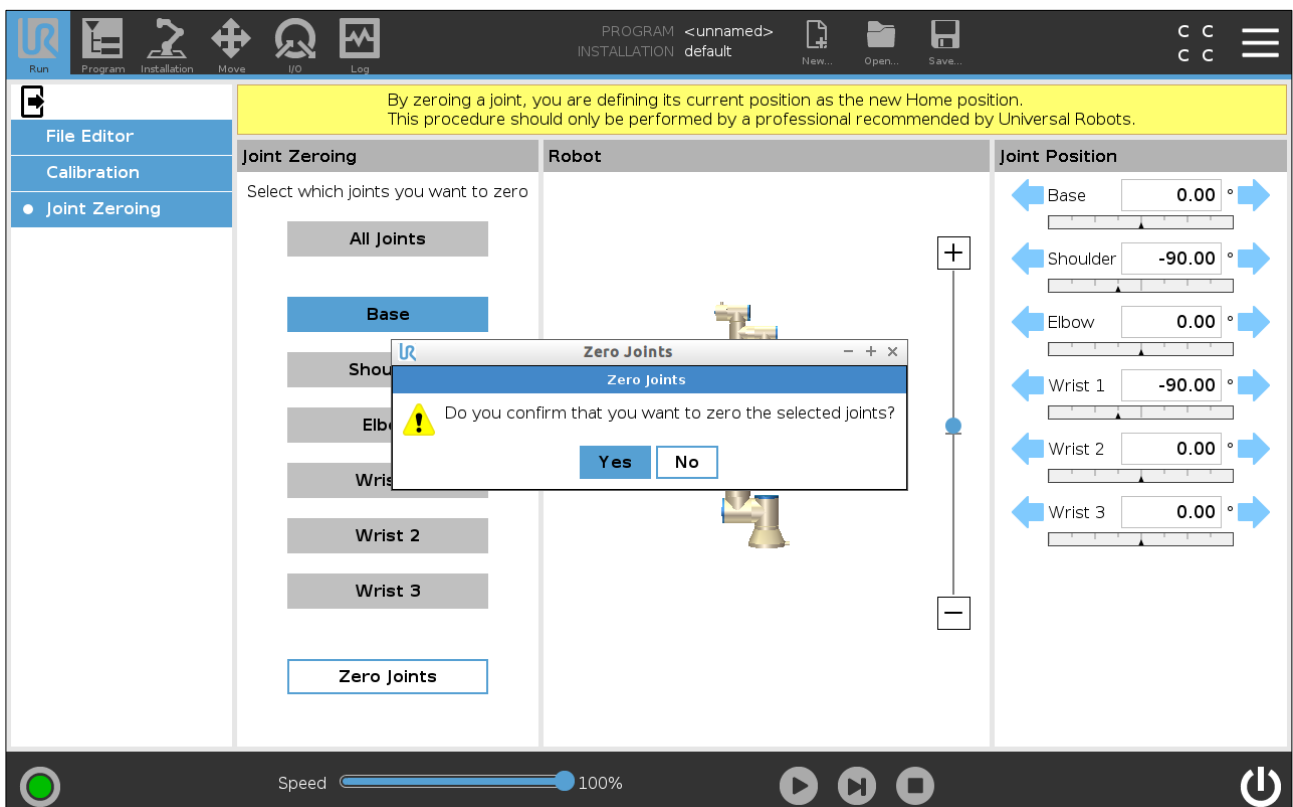 PROGRAM <unnamed>
INSTALLATION default
Run Program Installation Move I/O Log New... Open... Save...
C C
C C
By zeroing a joint, you are defining its current position as the new Home position.
This procedure should only be performed by a professional recommended by Universal Robots.
File Editor
Calibration
Joint Zeroing
Joint Zeroing
Select which joints you want to zero
All Joints
Base
Shou
Elb
Wris
Wrist 2
Wrist 3
Zero Joints
Robot
+
−
Zero Joints − + ×
Zero Joints
Do you confirm that you want to zero the selected joints?
Yes No
Joint Position
Base 0.00 °
Shoulder -90.00 °
Elbow 0.00 °
Wrist 1 -90.00 °
Wrist 2 0.00 °
Wrist 3 0.00 °
Speed 100%